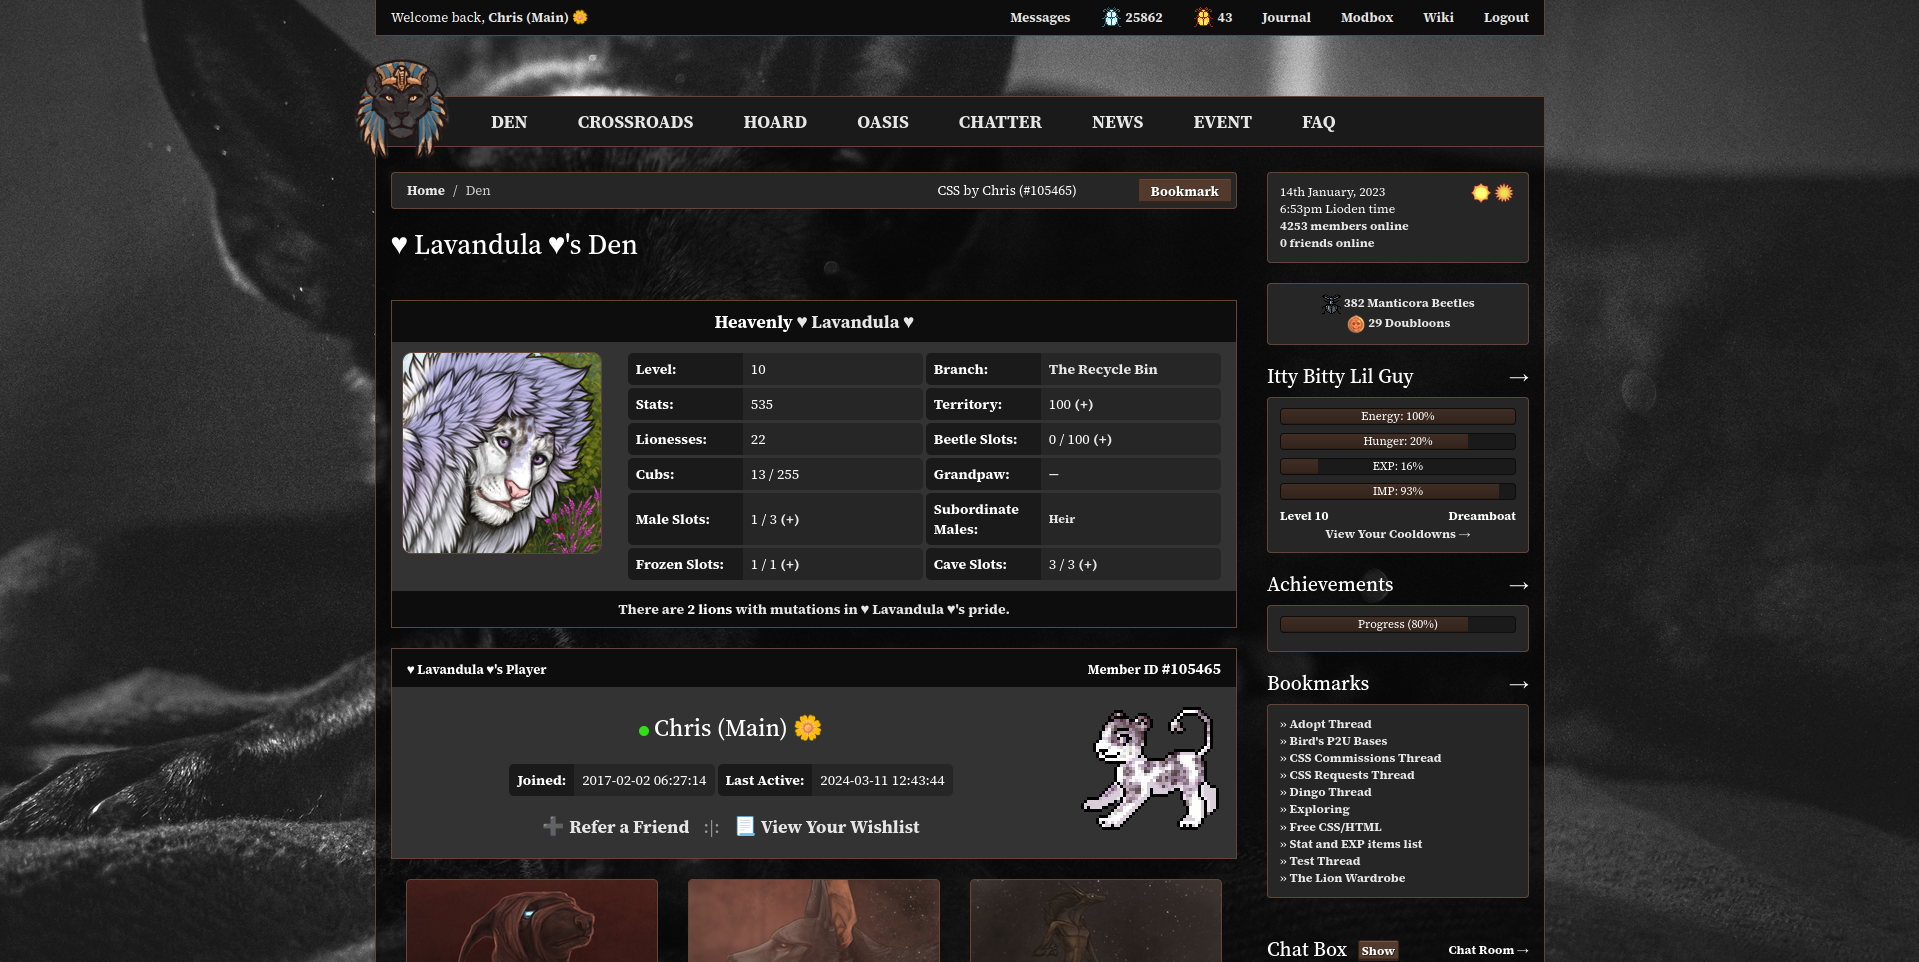 Welcome back, Chris (Main) 🌼
Messages 25862 43 Journal Modbox Wiki Logout
DEN CROSSROADS HOARD OASIS CHATTER NEWS EVENT FAQ
Home / Den CSS by Chris (#105465) Bookmark
♥ Lavandula ♥'s Den
Heavenly ♥ Lavandula ♥
Level: 10 Branch: The Recycle Bin
Stats: 535 Territory: 100 (+)
Lionesses: 22 Beetle Slots: 0 / 100 (+)
Cubs: 13 / 255 Grandpaw: —
Male Slots: 1 / 3 (+) Subordinate Males: Heir
Frozen Slots: 1 / 1 (+) Cave Slots: 3 / 3 (+)
There are 2 lions with mutations in ♥ Lavandula ♥'s pride.
♥ Lavandula ♥'s Player Member ID #105465
Chris (Main) 🌼
Joined: 2017-02-02 06:27:14 Last Active: 2024-03-11 12:43:44
➕ Refer a Friend :|: 📃 View Your Wishlist
14th January, 2023
6:53pm Lioden time
4253 members online
0 friends online
382 Manticora Beetles
29 Doubloons
Itty Bitty Lil Guy →
Energy: 100%
Hunger: 20%
EXP: 16%
IMP: 93%
Level 10 Dreamboat
View Your Cooldowns →
Achievements →
Progress (80%)
Bookmarks →
» Adopt Thread
» Bird's P2U Bases
» CSS Commissions Thread
» CSS Requests Thread
» Dingo Thread
» Exploring
» Free CSS/HTML
» Stat and EXP items list
» Test Thread
» The Lion Wardrobe
Chat Box Show Chat Room →